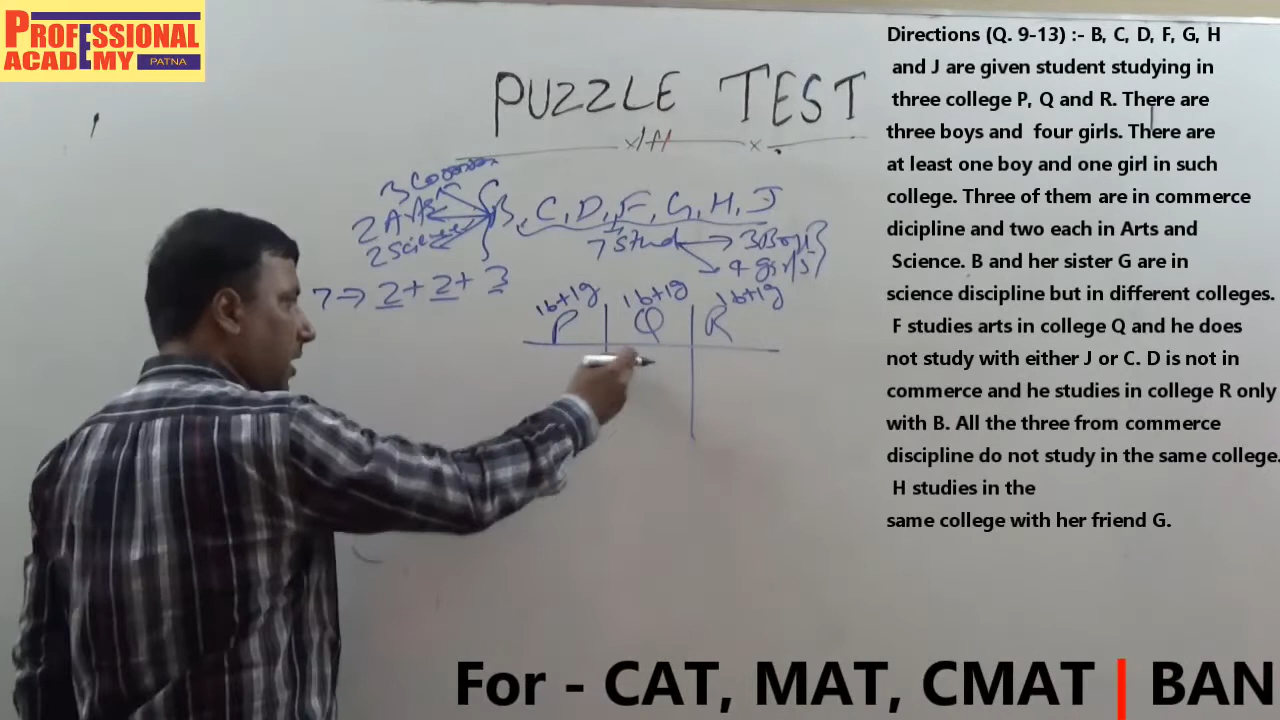 PROFESSIONAL
ACADEMY
PATNA
PUZZLE TEST
3 Comm
2 Arts
2 Science
B, C, D, F, G, H, J
7 Stud → 3 Boys
4 girls
7 → 2 + 2 + 3
1b+1g 1b+1g 1b+1g
P Q R
Directions (Q. 9-13) :- B, C, D, F, G, H
and J are given student studying in
three college P, Q and R. There are
three boys and four girls. There are
at least one boy and one girl in such
college. Three of them are in commerce
dicipline and two each in Arts and
Science. B and her sister G are in
science discipline but in different colleges.
F studies arts in college Q and he does
not study with either J or C. D is not in
commerce and he studies in college R only
with B. All the three from commerce
discipline do not study in the same college.
H studies in the
same college with her friend G.
For - CAT, MAT, CMAT | BAN